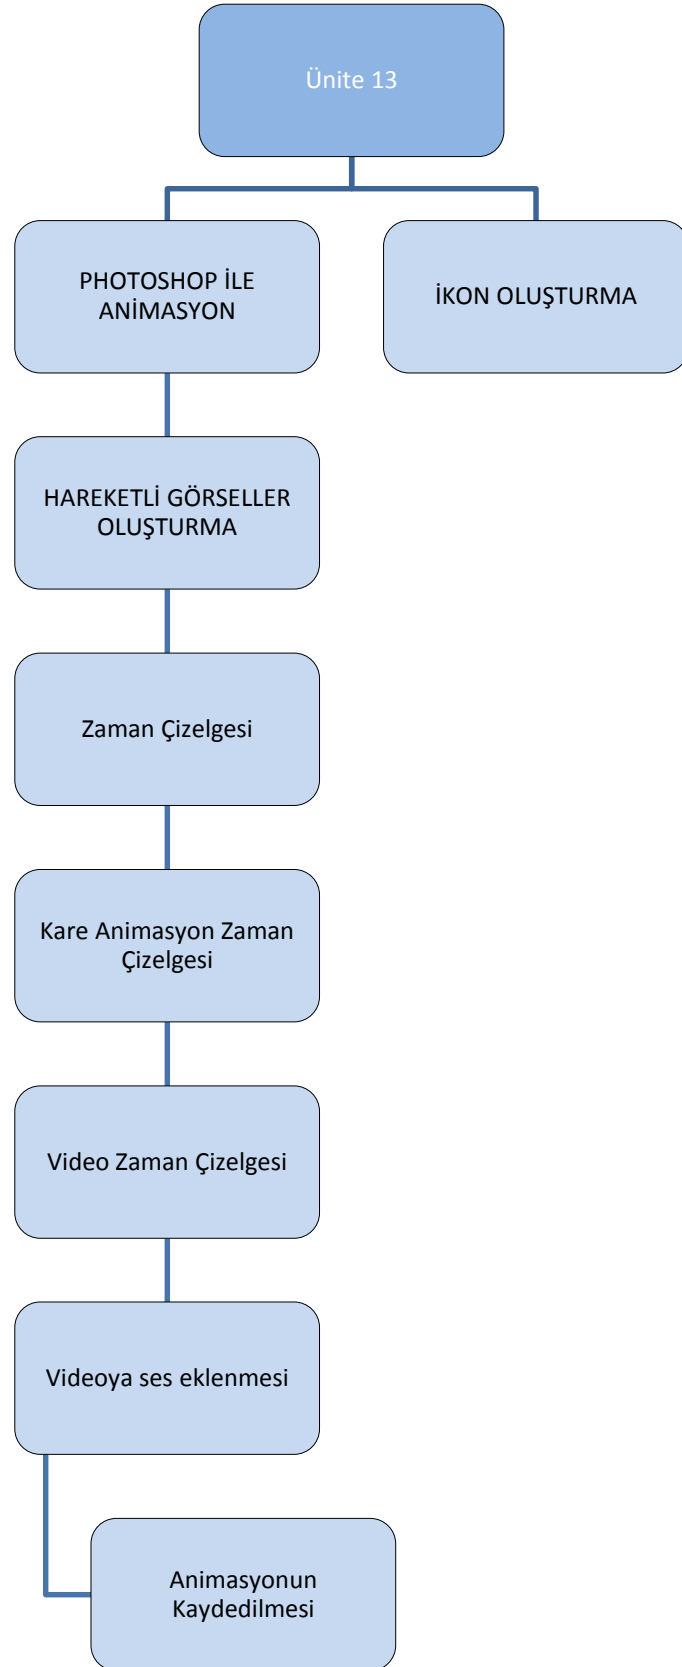 Ünite 13
PHOTOSHOP İLE
ANİMASYON
İKON OLUŞTURMA
HAREKETLİ GÖRSELLER
OLUŞTURMA
Zaman Çizelgesi
Kare Animasyon Zaman
Çizelgesi
Video Zaman Çizelgesi
Videoya ses eklenmesi
Animasyonun
Kaydedilmesi